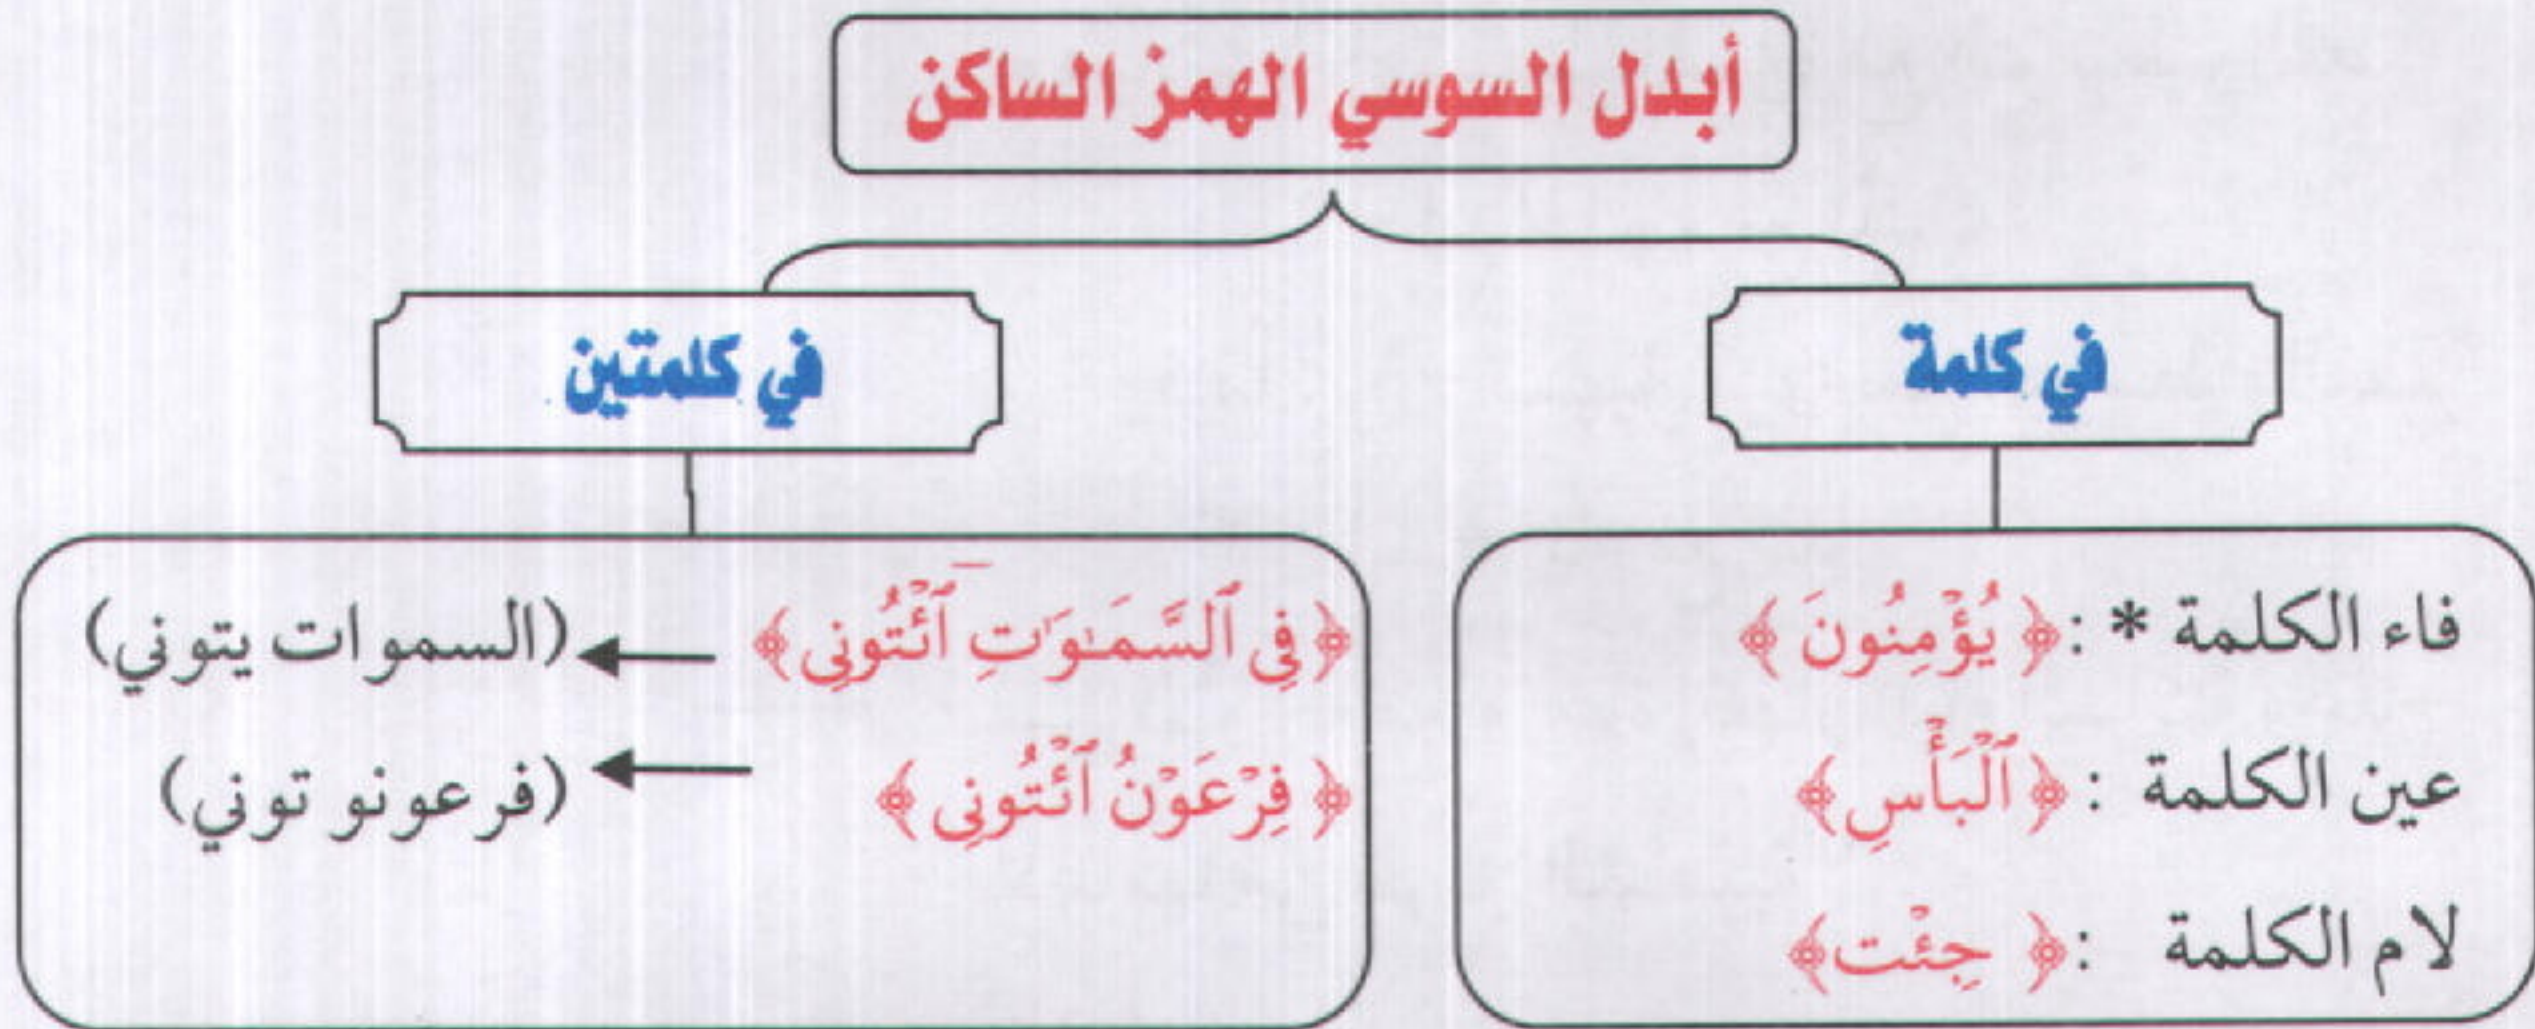 أبدل السوسي الهمز الساكن
في كلمة
في كلمتين
فاء الكلمة * : ﴿ يُؤْمِنُونَ ﴾
عين الكلمة : ﴿ ٱلْبَأْسِ ﴾
لام الكلمة : ﴿ جِئْت ﴾
﴿ فِي ٱلسَّمَـٰوَٰتِ ٱئْتُونِي ﴾ ← (السموات يتوني)
﴿ فِرْعَوْنُ ٱئْتُونِي ﴾ ← (فرعونو توني)